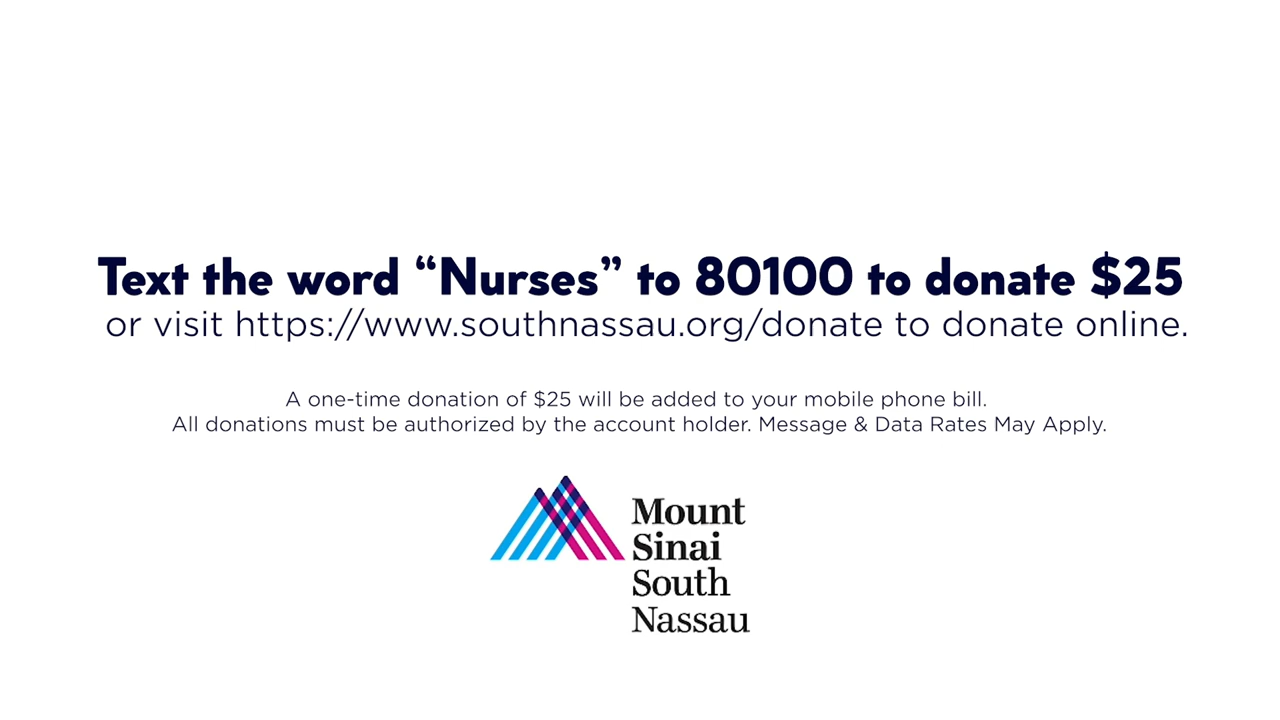 Text the word “Nurses” to 80100 to donate $25
or visit https://www.southnassau.org/donate to donate online.
A one-time donation of $25 will be added to your mobile phone bill.
All donations must be authorized by the account holder. Message & Data Rates May Apply.
Mount
Sinai
South
Nassau